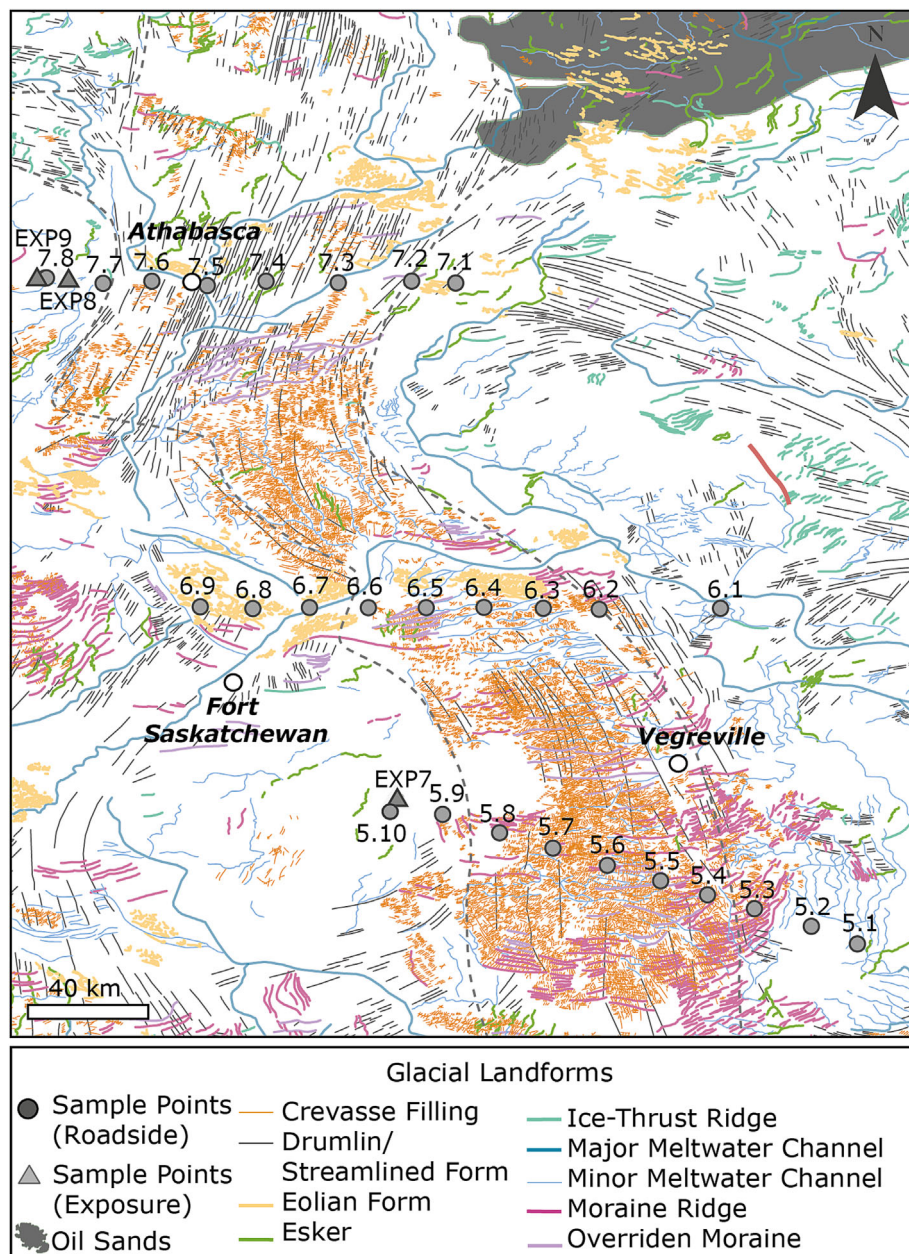 N
Athabasca
EXP9
7.8
EXP8
7.7
7.6
7.5
7.4
7.3
7.2
7.1
6.9
6.8
6.7
6.6
6.5
6.4
6.3
6.2
6.1
Fort
Saskatchewan
Vegreville
EXP7
5.10
5.9
5.8
5.7
5.6
5.5
5.4
5.3
5.2
5.1
40 km
Glacial Landforms
Sample Points
(Roadside)
Sample Points
(Exposure)
Oil Sands
Crevasse Filling
Drumlin/
Streamlined Form
Eolian Form
Esker
Ice-Thrust Ridge
Major Meltwater Channel
Minor Meltwater Channel
Moraine Ridge
Overriden Moraine